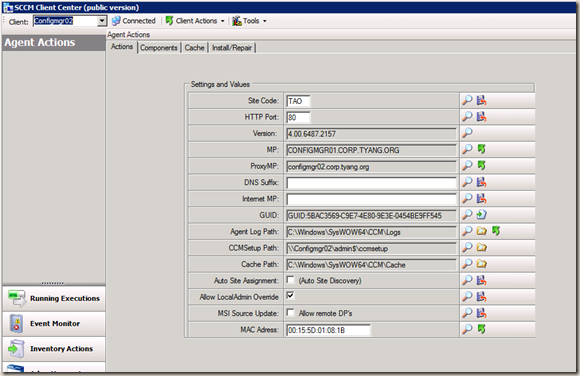 SCCM Client Center (public version)
Client: Configmgr02 Connected Client Actions Tools
Agent Actions Agent Actions
Actions Components Cache Install/Repair
Settings and Values
Site Code: TAO
HTTP Port: 80
Version: 4.00.6487.2157
MP: CONFIGMGR01.CORP.TYANG.ORG
ProxyMP: configmgr02.corp.tyang.org
DNS Suffix:
Internet MP:
GUID: GUID:5BAC3569-C9E7-4E80-9E3E-0454BE9FF545
Agent Log Path: C:\Windows\SysWOW64\CCM\Logs
CCMSetup Path: \\Configmgr02\admin$\ccmsetup
Cache Path: C:\Windows\SysWOW64\CCM\Cache
Auto Site Assignment: (Auto Site Discovery)
Running Executions
Allow LocalAdmin Override
Event Monitor
MSI Source Update: Allow remote DP's
Inventory Actions
MAC Adress: 00:15:5D:01:08:1B